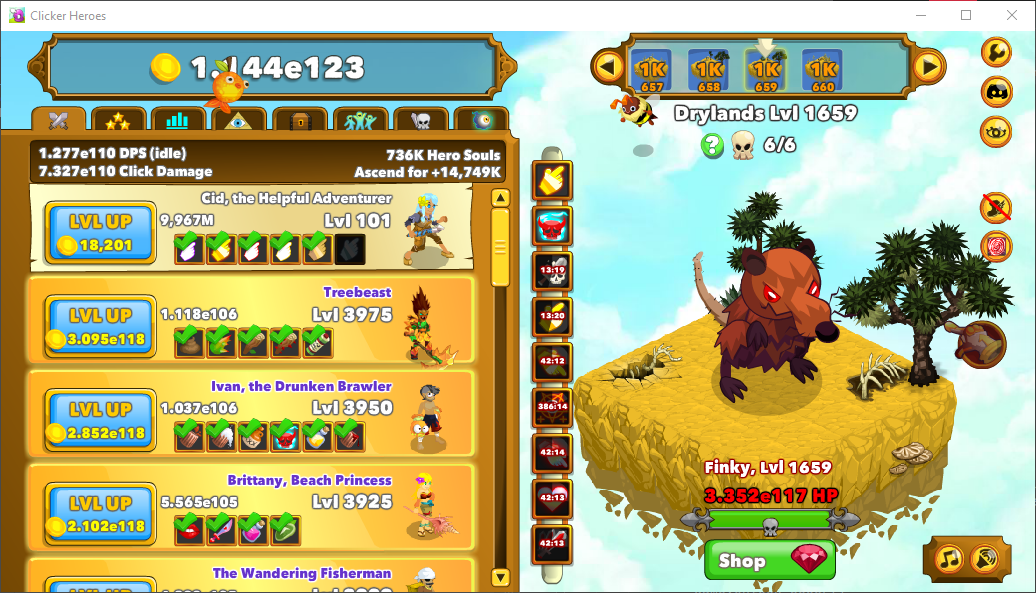 Clicker Heroes
1.144e123
1.277e110 DPS (idle)
7.327e110 Click Damage
736K Hero Souls
Ascend for +14,749K
Cid, the Helpful Adventurer
LVL UP
18,201
9,967M
Lvl 101
Treebeast
LVL UP
3.095e118
1.118e106
Lvl 3975
Ivan, the Drunken Brawler
LVL UP
2.852e118
1.037e106
Lvl 3950
Brittany, Beach Princess
LVL UP
2.102e118
5.565e105
Lvl 3925
The Wandering Fisherman
LVL UP
13:19
13:20
42:12
386:14
42:14
42:13
42:13
1K
657
1K
658
1K
659
1K
660
Drylands Lvl 1659
?
6/6
Finky, Lvl 1659
3.352e117 HP
Shop